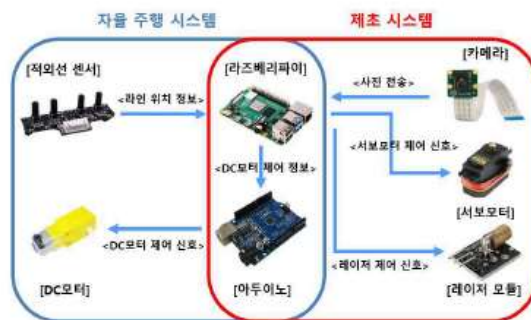 자율 주행 시스템
제초 시스템
[적외선 센서]
[라즈베리파이]
[카메라]
<라인 위치 정보>
<사진 전송>
<DC모터 제어 정보>
<서보모터 제어 신호>
[서보모터]
<DC모터 제어 신호>
<레이저 제어 신호>
[DC모터]
[아두이노]
[레이저 모듈]